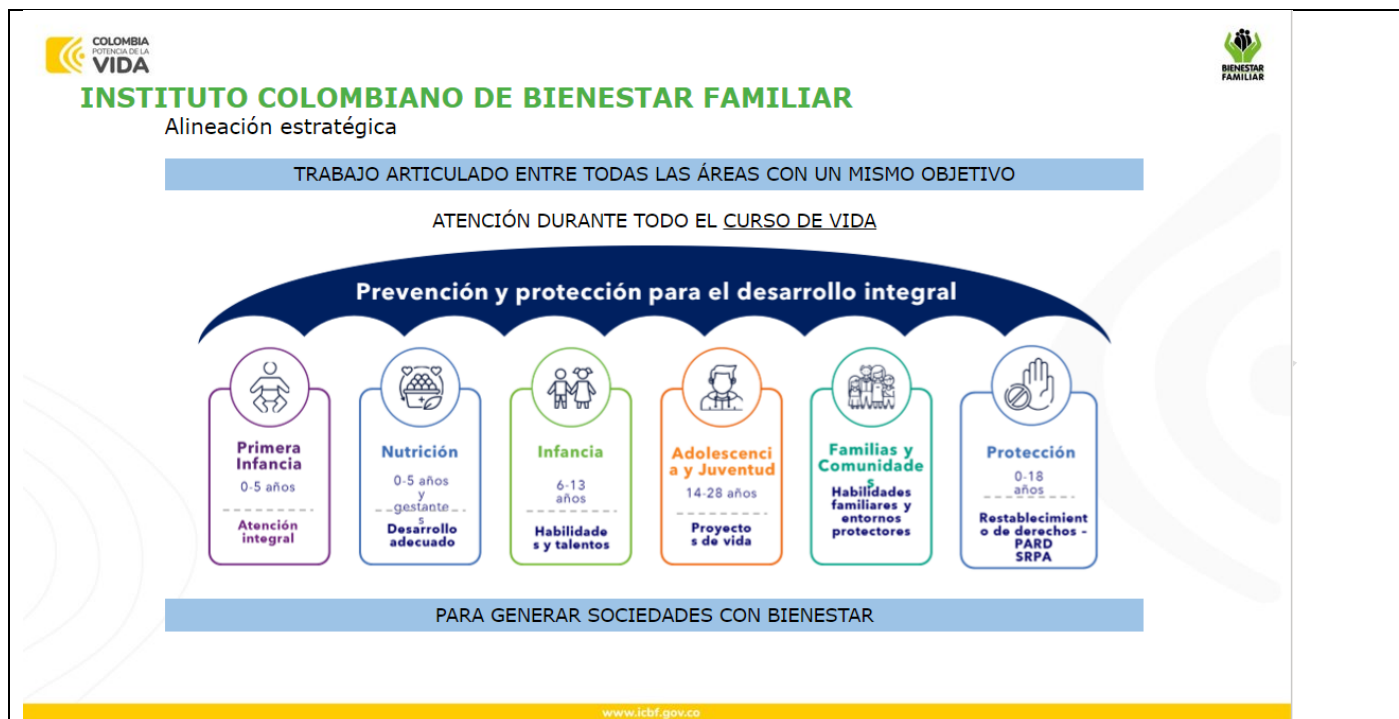 COLOMBIA
POTENCIA DE LA
VIDA
BIENESTAR
FAMILIAR
INSTITUTO COLOMBIANO DE BIENESTAR FAMILIAR
Alineación estratégica
TRABAJO ARTICULADO ENTRE TODAS LAS ÁREAS CON UN MISMO OBJETIVO
ATENCIÓN DURANTE TODO EL CURSO DE VIDA
Prevención y protección para el desarrollo integral
Primera
Infancia
0-5 años
Atención
integral
Nutrición
0-5 años
y
gestante
s
Desarrollo
adecuado
Infancia
6-13
años
Habilidade
s y talentos
Adolescenci
a y Juventud
14-28 años
Proyecto
s de vida
Familias y
Comunidade
s
Habilidades
familiares y
entornos
protectores
Protección
0-18
años
Restablecimient
o de derechos -
PARD
SRPA
PARA GENERAR SOCIEDADES CON BIENESTAR
www.icbf.gov.co